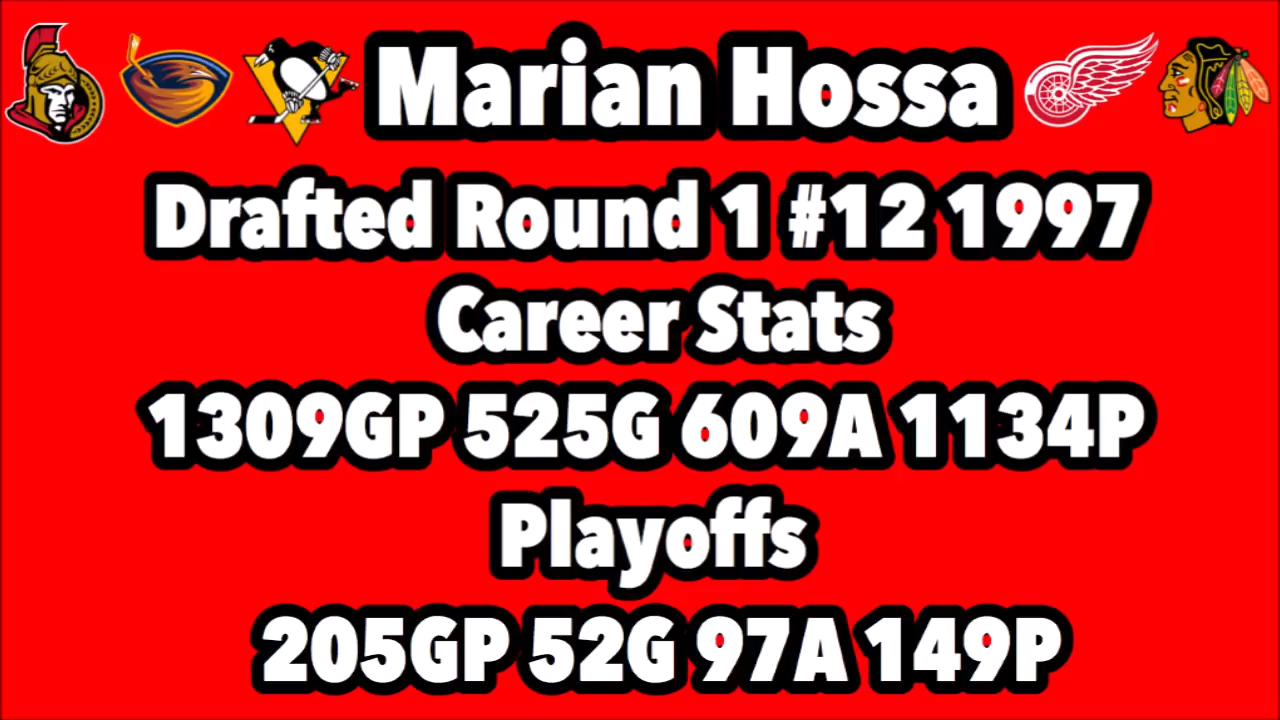 Marian Hossa
Drafted Round 1 #12 1997
Career Stats
1309GP 525G 609A 1134P
Playoffs
205GP 52G 97A 149P